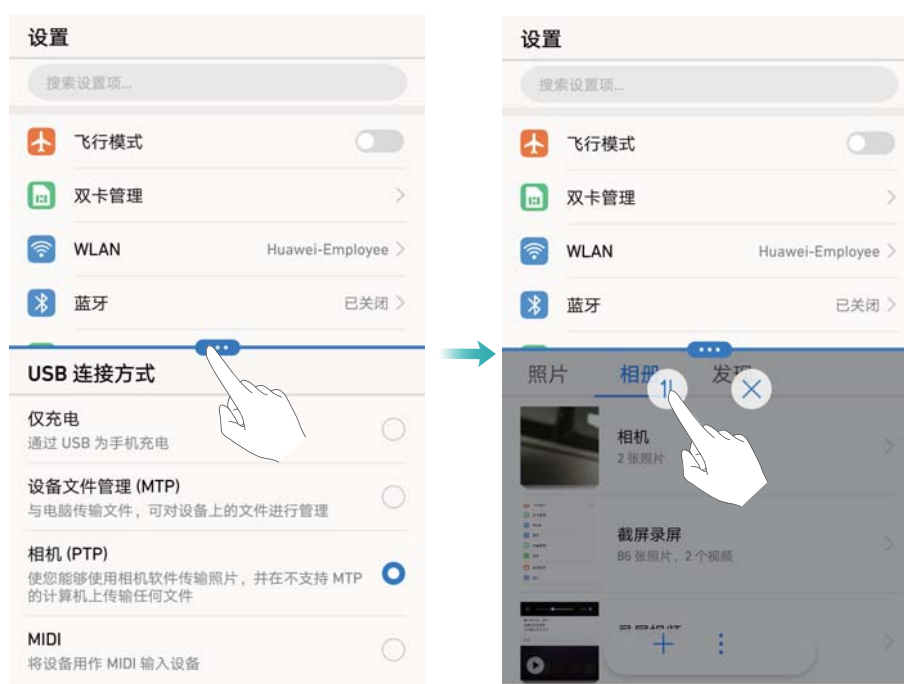 设置
搜索设置项...
飞行模式
双卡管理
WLAN
Huawei-Employee
蓝牙
已关闭
USB 连接方式
仅充电
通过 USB 为手机充电
设备文件管理 (MTP)
与电脑传输文件，可对设备上的文件进行管理
相机 (PTP)
使您能够使用相机软件传输照片，并在不支持 MTP
的计算机上传输任何文件
MIDI
将设备用作 MIDI 输入设备
设置
搜索设置项...
飞行模式
双卡管理
WLAN
Huawei-Employee
蓝牙
已关闭
照片
相册
发现
相机
2 张照片
截屏录屏
86 张照片，2 个视频